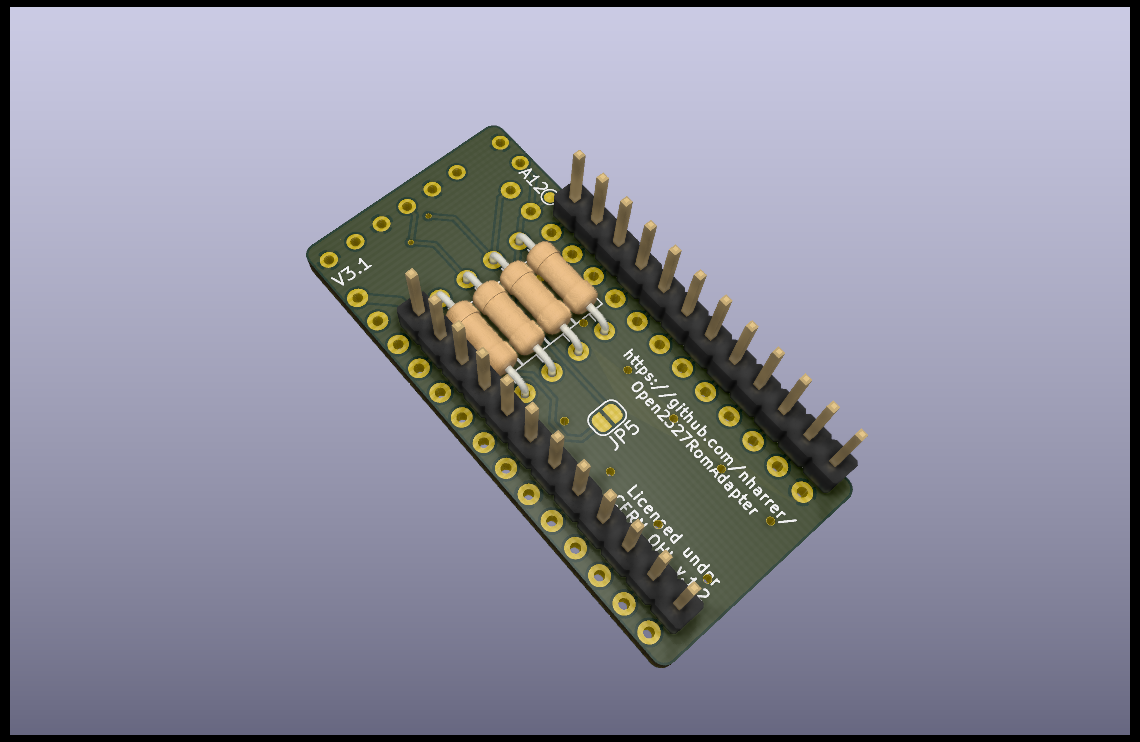 A12
V3.1
https://github.com/nharrer/
Open2327RomAdapter
JP5
Licensed under
CERN OHL v.1.2